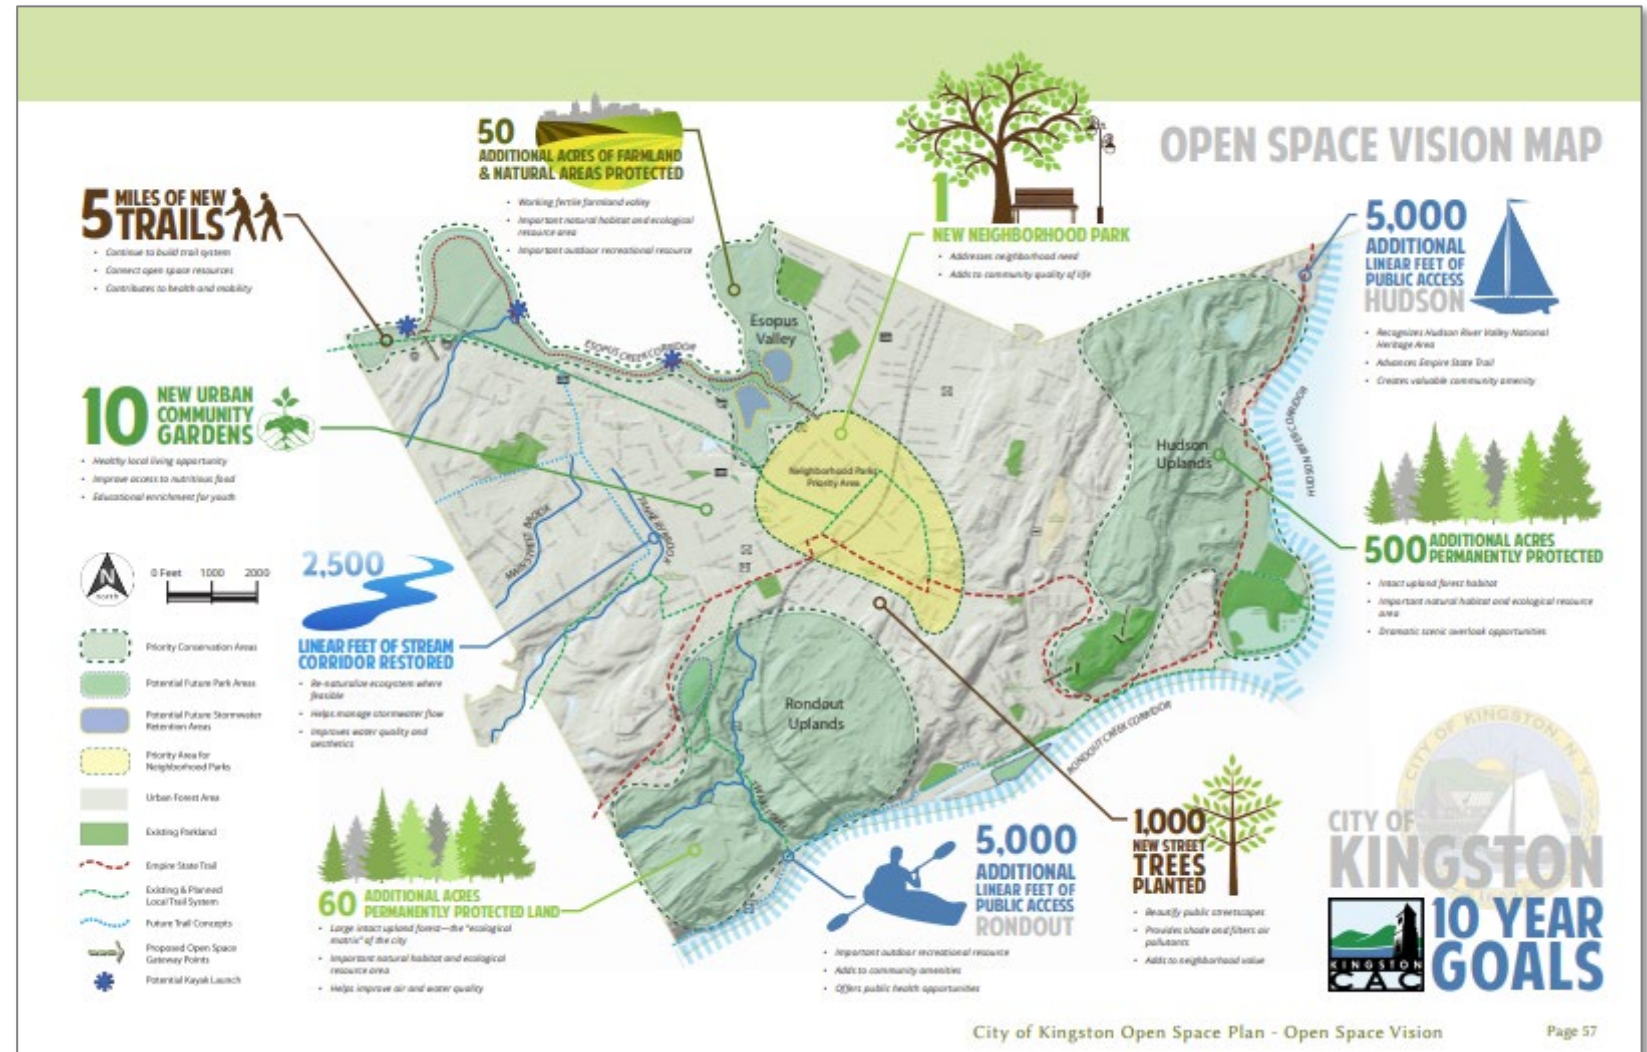 OPEN SPACE VISION MAP
50
ADDITIONAL ACRES OF FARMLAND
& NATURAL AREAS PROTECTED
• Working fertile farmland valley
• Important natural habitat and ecological
resource area
• Important outdoor recreational resource
1
NEW NEIGHBORHOOD PARK
• Addresses neighborhood need
• Adds to community quality of life
5 MILES OF NEW
TRAILS
• Continue to build trail system
• Connect open space resources
• Contributes to health and mobility
5,000
ADDITIONAL
LINEAR FEET OF
PUBLIC ACCESS
HUDSON
• Recognizes Hudson River Valley National
Heritage Area
• Advances Empire State Trail
• Creates valuable community amenity
10 NEW URBAN
COMMUNITY
GARDENS
• Healthy local living opportunity
• Improve access to nutritious food
• Educational enrichment for youth
Esopus
Valley
ESOPUS CREEK CORRIDOR
Neighborhood Parks
Priority Area
Hudson
Uplands
HUDSON RIVER CORRIDOR
500 ADDITIONAL ACRES
PERMANENTLY PROTECTED
• Intact upland forest habitat
• Important natural habitat and ecological resource
area
• Dramatic scenic overlook opportunities
north
0 Feet 1000 2000
2,500
LINEAR FEET OF STREAM
CORRIDOR RESTORED
• Re-naturalize ecosystem where
feasible
• Helps manage stormwater flow
• Improves water quality and
aesthetics
Rondout
Uplands
RONDOUT CREEK CORRIDOR
Priority Conservation Areas
Potential Future Park Areas
Potential Future Stormwater
Retention Areas
Priority Area for
Neighborhood Parks
Urban Forest Area
Existing Parkland
Empire State Trail
Existing & Planned
Local Trail System
Future Trail Concepts
Proposed Open Space
Gateway Points
Potential Kayak Launch
60 ADDITIONAL ACRES
PERMANENTLY PROTECTED LAND
• Large intact upland forest—the "ecological
matrix" of the city
• Important natural habitat and ecological
resource area
• Helps improve air and water quality
5,000
ADDITIONAL
LINEAR FEET OF
PUBLIC ACCESS
RONDOUT
• Important outdoor recreational resource
• Adds to community amenities
• Offers public health opportunities
1,000
NEW STREET
TREES
PLANTED
• Beautify public streetscapes
• Provides shade and filters air
pollutants
• Adds to neighborhood value
CITY OF KINGSTON, N.Y.
CITY OF
KINGSTON
10 YEAR
GOALS
KINGSTON
CAC
City of Kingston Open Space Plan - Open Space Vision Page 57